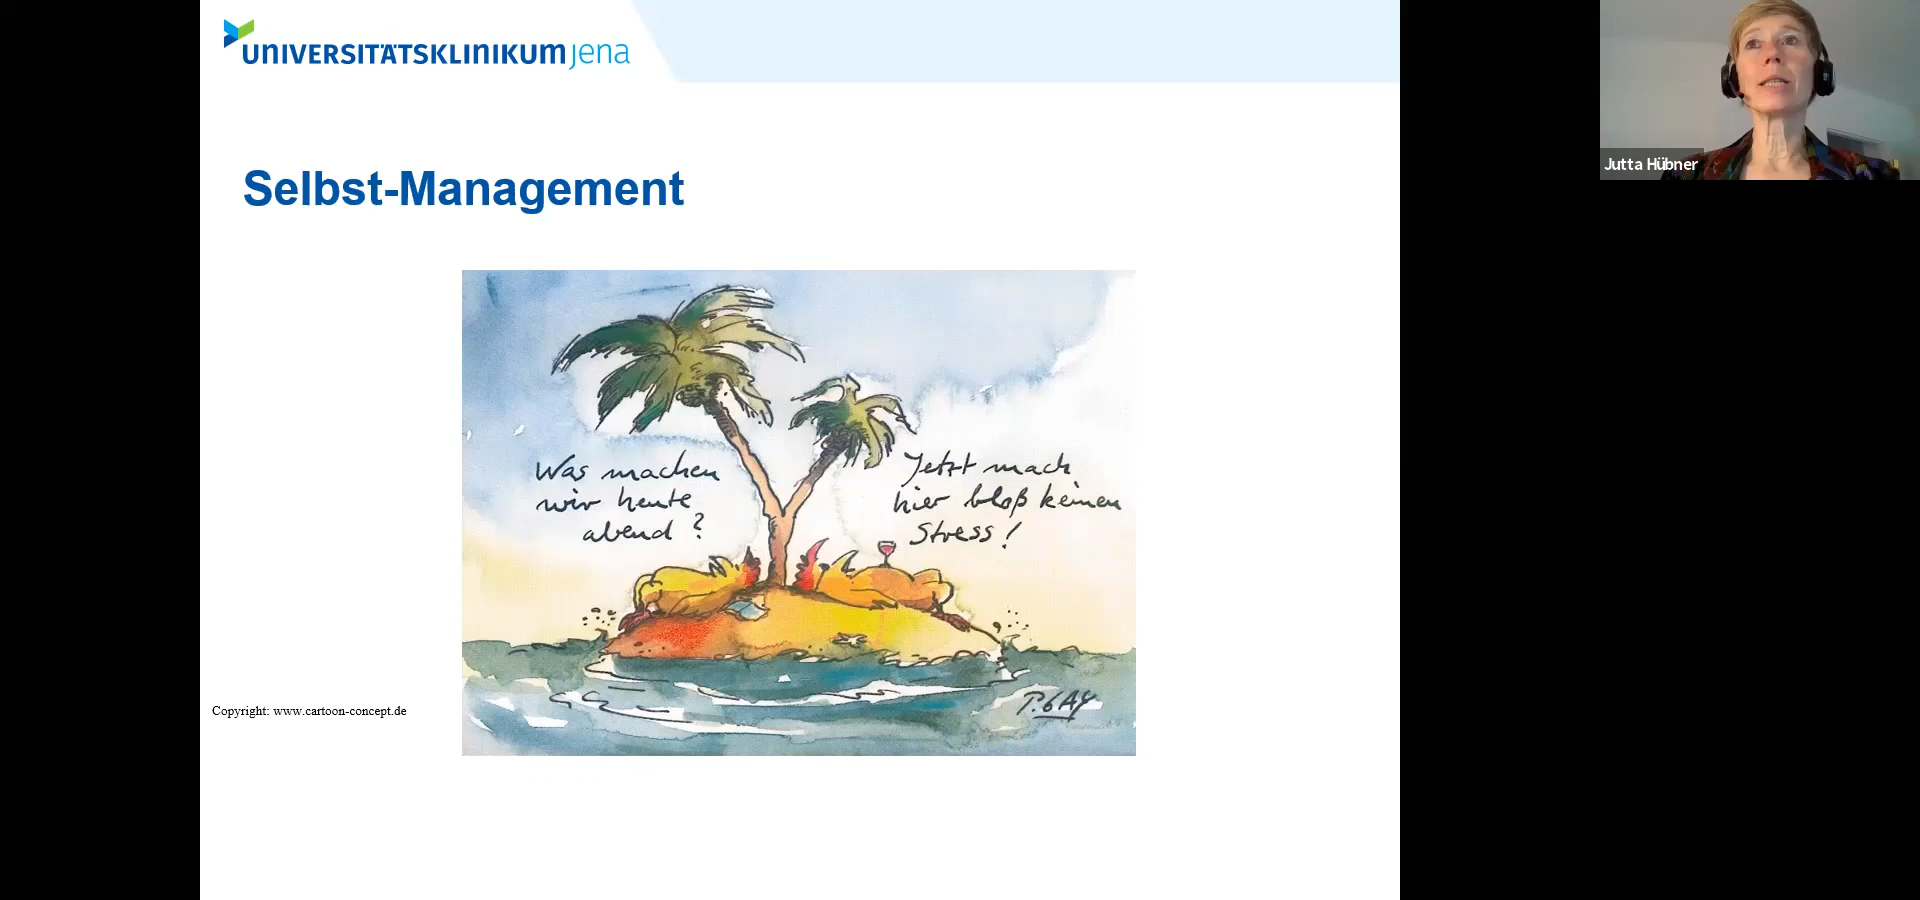 UNIVERSITÄTSKLINIKUM jena
Jutta Hübner
Selbst-Management
Was machen
wir heute
abend?
Jetzt mach
hier bloß keinen
Stress!
Copyright: www.cartoon-concept.de
P. GAY